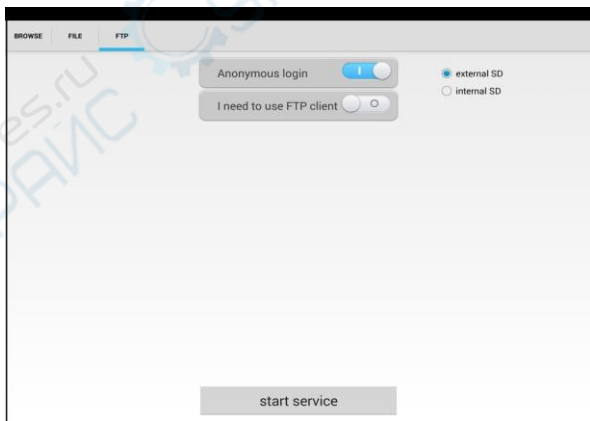 BROWSE FILE FTP
Anonymous login
I need to use FTP client
external SD
internal SD
start service